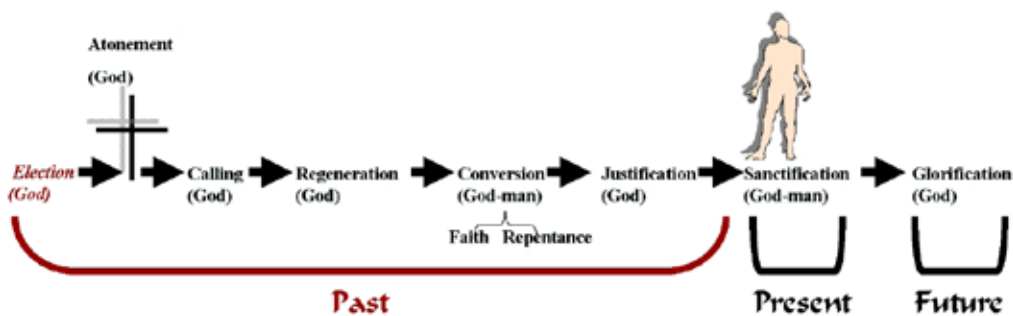 Atonement
(God)
Election
(God)
Calling
(God)
Regeneration
(God)
Conversion
(God-man)
Faith Repentance
Justification
(God)
Sanctification
(God-man)
Glorification
(God)
Past
Present
Future